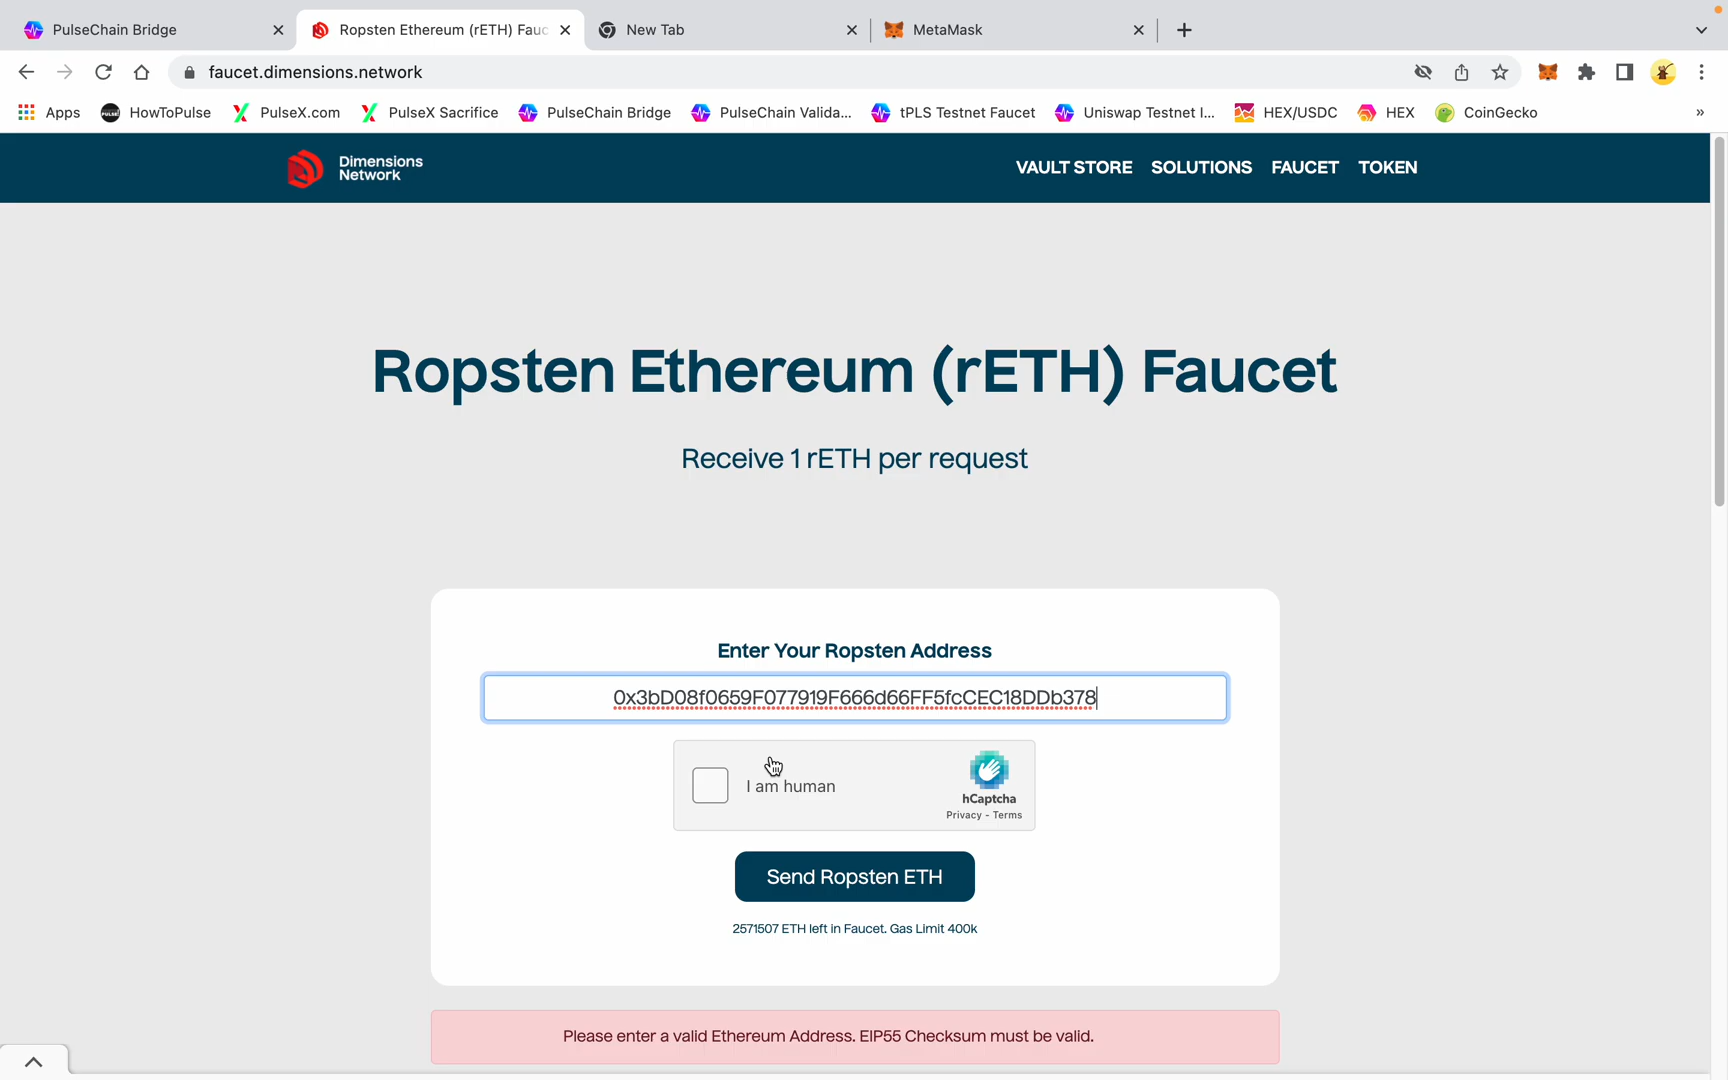 PulseChain Bridge
Ropsten Ethereum (rETH) Fauc
New Tab
MetaMask
faucet.dimensions.network
Apps
HowToPulse
PulseX.com
PulseX Sacrifice
PulseChain Bridge
PulseChain Valida...
tPLS Testnet Faucet
Uniswap Testnet I...
HEX/USDC
HEX
CoinGecko
»
Dimensions
Network
VAULT STORE
SOLUTIONS
FAUCET
TOKEN
Ropsten Ethereum (rETH) Faucet
Receive 1 rETH per request
Enter Your Ropsten Address
0x3bD08f0659F077919F666d66FF5fcCEC18DDb378
I am human
hCaptcha
Privacy - Terms
Send Ropsten ETH
2571507 ETH left in Faucet. Gas Limit 400k
Please enter a valid Ethereum Address. EIP55 Checksum must be valid.